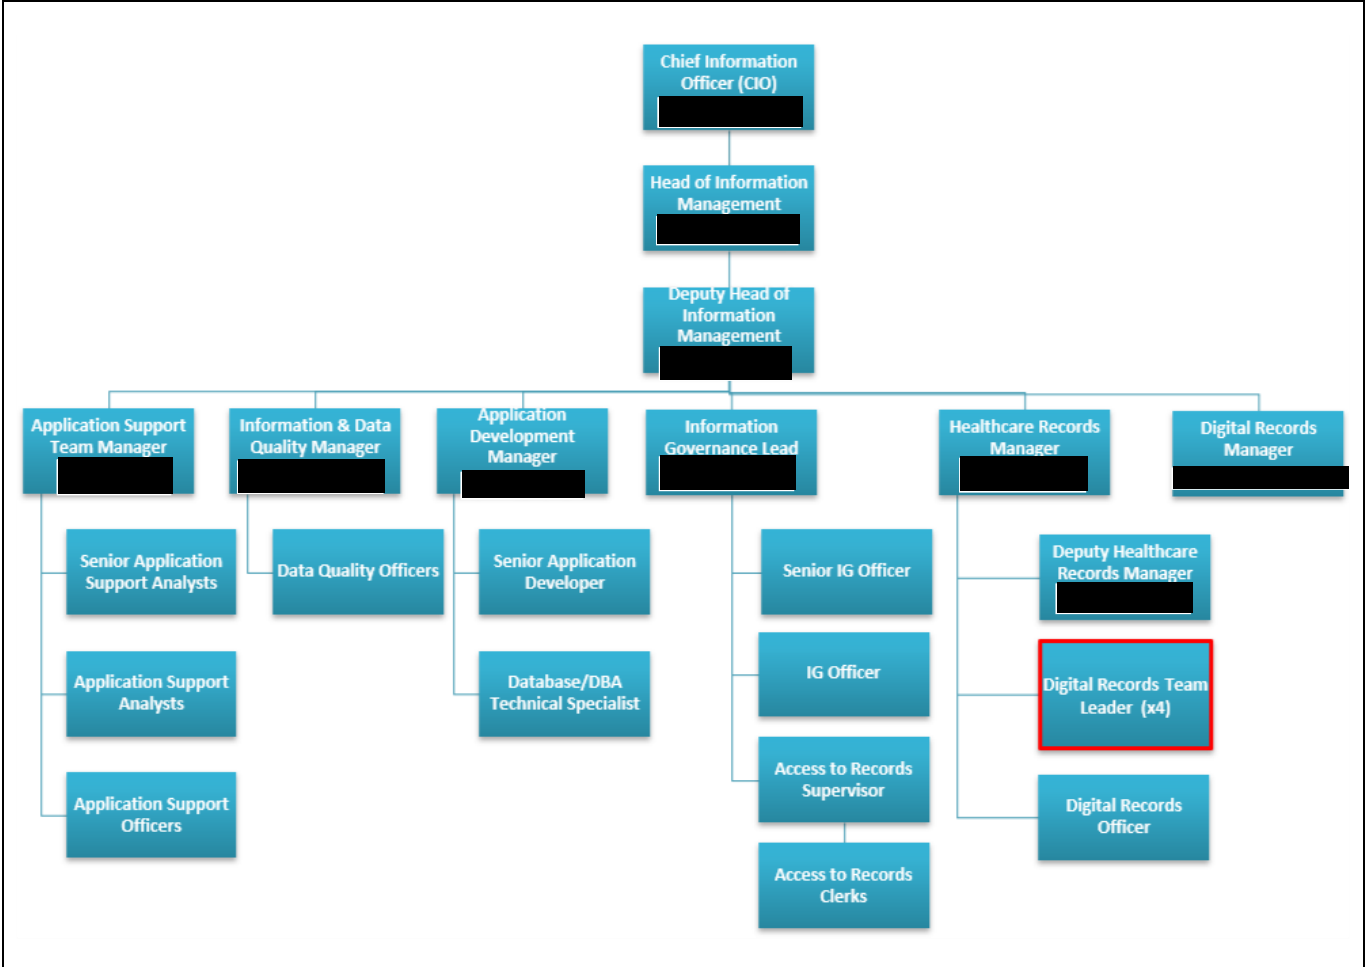 Chief Information
Officer (CIO)
Head of Information
Management
Deputy Head of
Information
Management
Application Support
Team Manager
Information & Data
Quality Manager
Application
Development
Manager
Information
Governance Lead
Healthcare Records
Manager
Digital Records
Manager
Senior Application
Support Analysts
Application Support
Analysts
Application Support
Officers
Data Quality Officers
Senior Application
Developer
Database/DBA
Technical Specialist
Senior IG Officer
IG Officer
Access to Records
Supervisor
Access to Records
Clerks
Deputy Healthcare
Records Manager
Digital Records Team
Leader (x4)
Digital Records
Officer